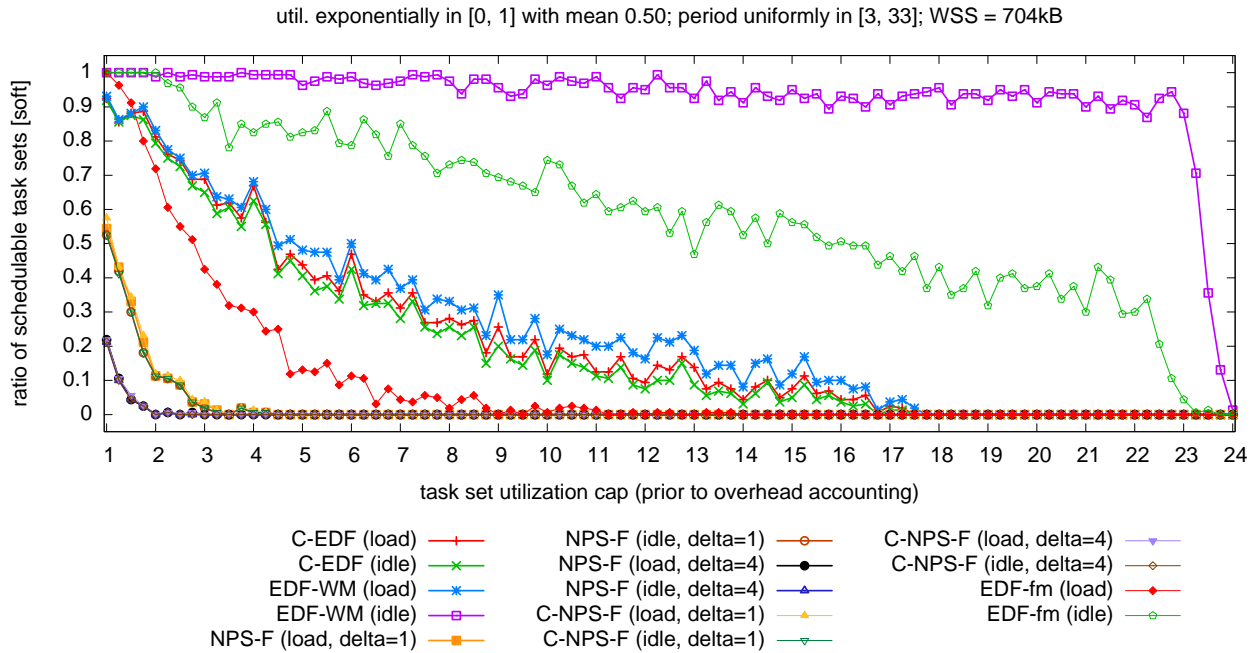 util. exponentially in [0, 1] with mean 0.50; period uniformly in [3, 33]; WSS = 704kB
ratio of schedulable task sets [soft]
1
0.9
0.8
0.7
0.6
0.5
0.4
0.3
0.2
0.1
0
1 2 3 4 5 6 7 8 9 10 11 12 13 14 15 16 17 18 19 20 21 22 23 24
task set utilization cap (prior to overhead accounting)
C-EDF (load)
C-EDF (idle)
EDF-WM (load)
EDF-WM (idle)
NPS-F (load, delta=1)
NPS-F (idle, delta=1)
NPS-F (load, delta=4)
NPS-F (idle, delta=4)
C-NPS-F (load, delta=1)
C-NPS-F (idle, delta=1)
C-NPS-F (load, delta=4)
C-NPS-F (idle, delta=4)
EDF-fm (load)
EDF-fm (idle)